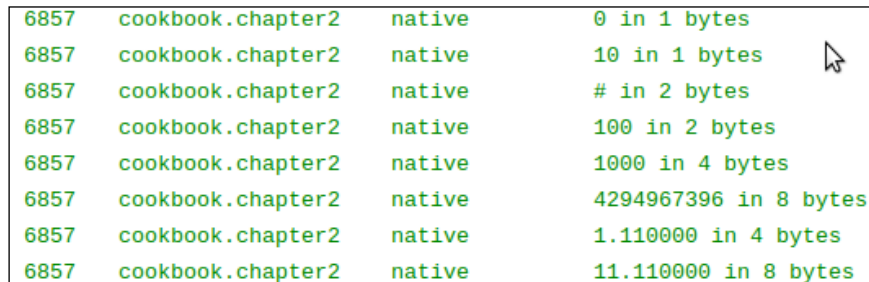 6857 cookbook.chapter2 native 0 in 1 bytes
6857 cookbook.chapter2 native 10 in 1 bytes
6857 cookbook.chapter2 native # in 2 bytes
6857 cookbook.chapter2 native 100 in 2 bytes
6857 cookbook.chapter2 native 1000 in 4 bytes
6857 cookbook.chapter2 native 4294967396 in 8 bytes
6857 cookbook.chapter2 native 1.110000 in 4 bytes
6857 cookbook.chapter2 native 11.110000 in 8 bytes